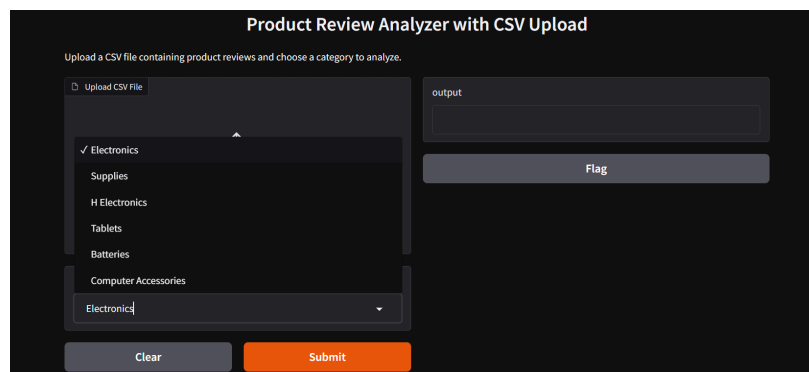 Product Review Analyzer with CSV Upload
Upload a CSV file containing product reviews and choose a category to analyze.
Upload CSV File
✓ Electronics
Supplies
H Electronics
Tablets
Batteries
Computer Accessories
Electronics
Clear
Submit
output
Flag